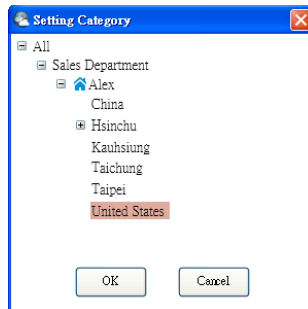 Setting Category
All
Sales Department
Alex
China
Hsinchu
Kauhsiung
Taichung
Taipei
United States
OK Cancel